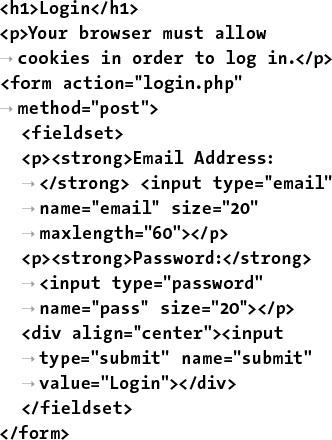 <h1>Login</h1>
<p>Your browser must allow
→ cookies in order to log in.</p>
<form action="login.php"
→ method="post">
<fieldset>
<p><strong>Email Address:
→ </strong> <input type="email"
→ name="email" size="20"
→ maxlength="60"></p>
<p><strong>Password:</strong>
→ <input type="password"
→ name="pass" size="20"></p>
<div align="center"><input
→ type="submit" name="submit"
→ value="Login"></div>
</fieldset>
</form>